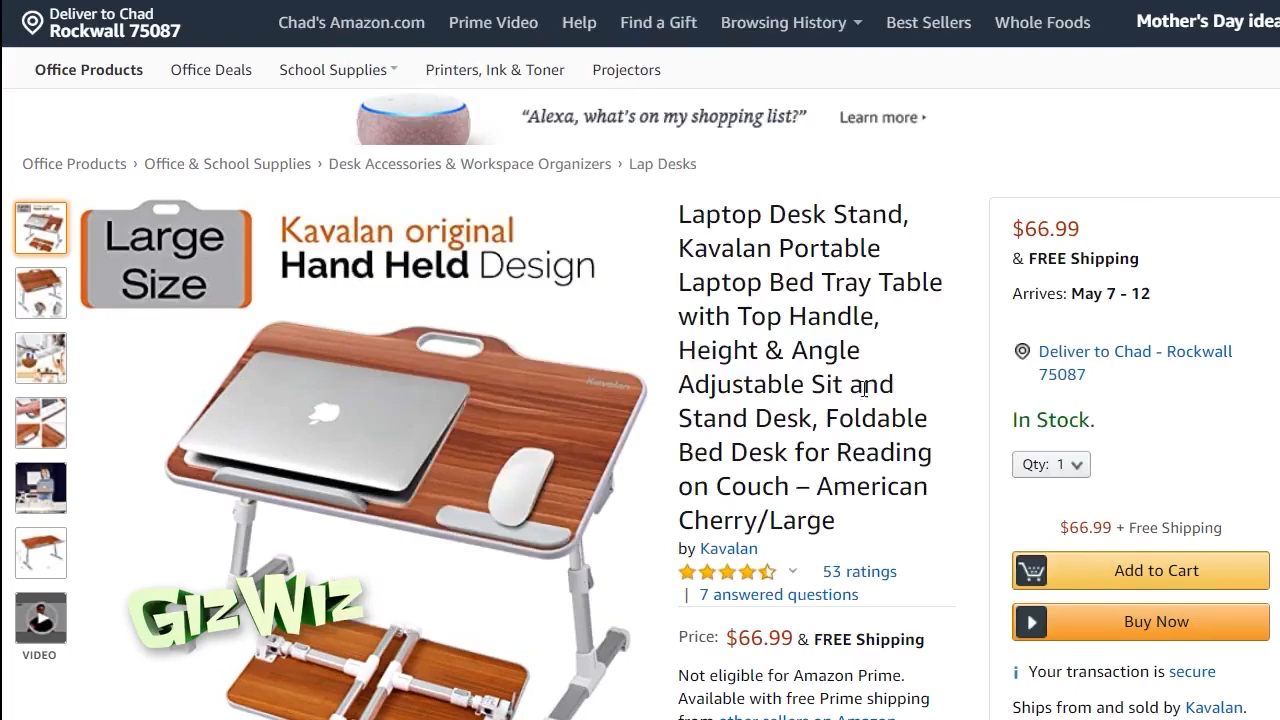 Deliver to Chad
Rockwall 75087
Chad's Amazon.com Prime Video Help Find a Gift Browsing History Best Sellers Whole Foods Mother's Day idea
Office Products Office Deals School Supplies Printers, Ink & Toner Projectors
“Alexa, what's on my shopping list?” Learn more
Office Products › Office & School Supplies › Desk Accessories & Workspace Organizers › Lap Desks
Large
Size
Kavalan original
Hand Held Design
Kavalan
GizWiz
VIDEO
Laptop Desk Stand,
Kavalan Portable
Laptop Bed Tray Table
with Top Handle,
Height & Angle
Adjustable Sit and
Stand Desk, Foldable
Bed Desk for Reading
on Couch – American
Cherry/Large
by Kavalan
53 ratings
| 7 answered questions
Price: $66.99 & FREE Shipping
Not eligible for Amazon Prime.
Available with free Prime shipping
from other sellers on Amazon.
$66.99
& FREE Shipping
Arrives: May 7 - 12
Deliver to Chad - Rockwall
75087
In Stock.
Qty: 1
$66.99 + Free Shipping
Add to Cart
Buy Now
Your transaction is secure
Ships from and sold by Kavalan.